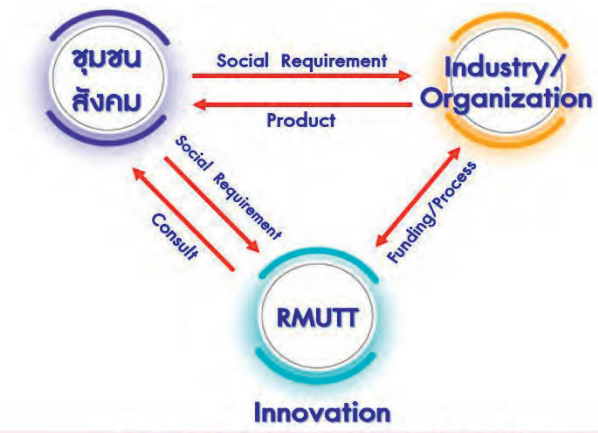 ชุมชน
สังคม
Social Requirement
Industry/
Organization
Product
Social Requirement
Consult
Funding/Process
RMUTT
Innovation